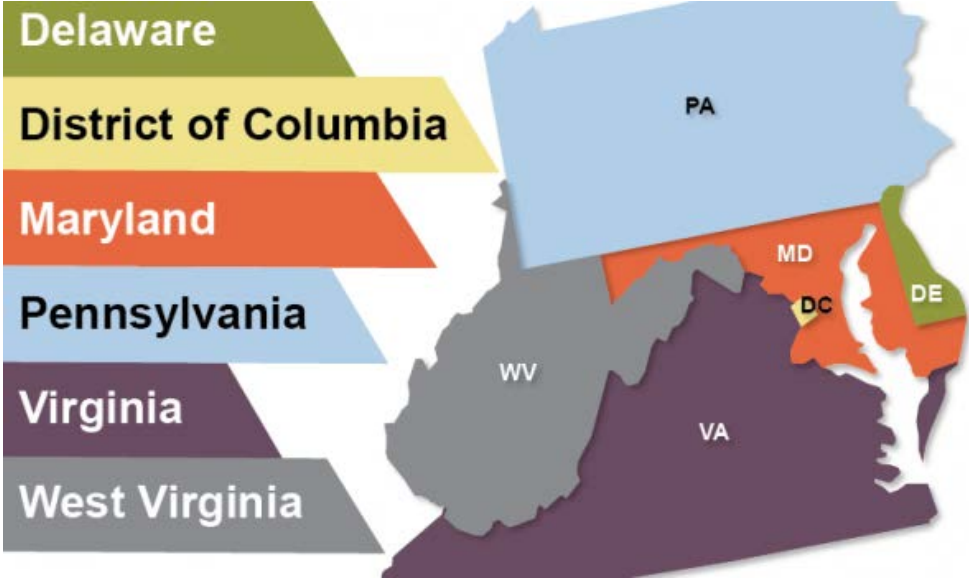 Delaware
District of Columbia
Maryland
Pennsylvania
Virginia
West Virginia
PA
MD
DC
DE
WV
VA